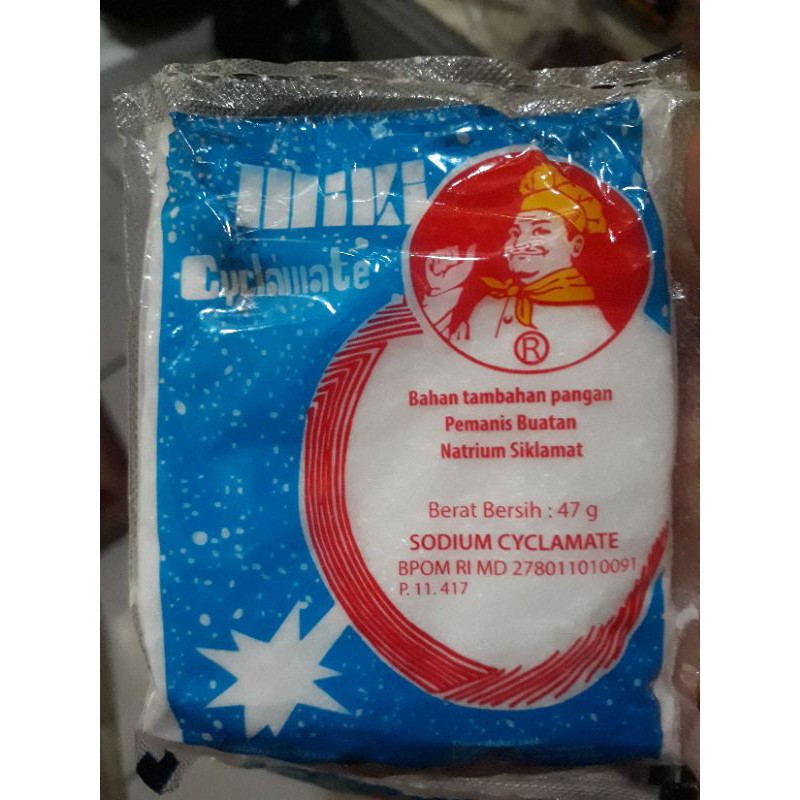 miki
Cyclamate
®
Bahan tambahan pangan
Pemanis Buatan
Natrium Siklamat
Berat Bersih : 47 g
SODIUM CYCLAMATE
BPOM RI MD 278011010091
P. 11. 417